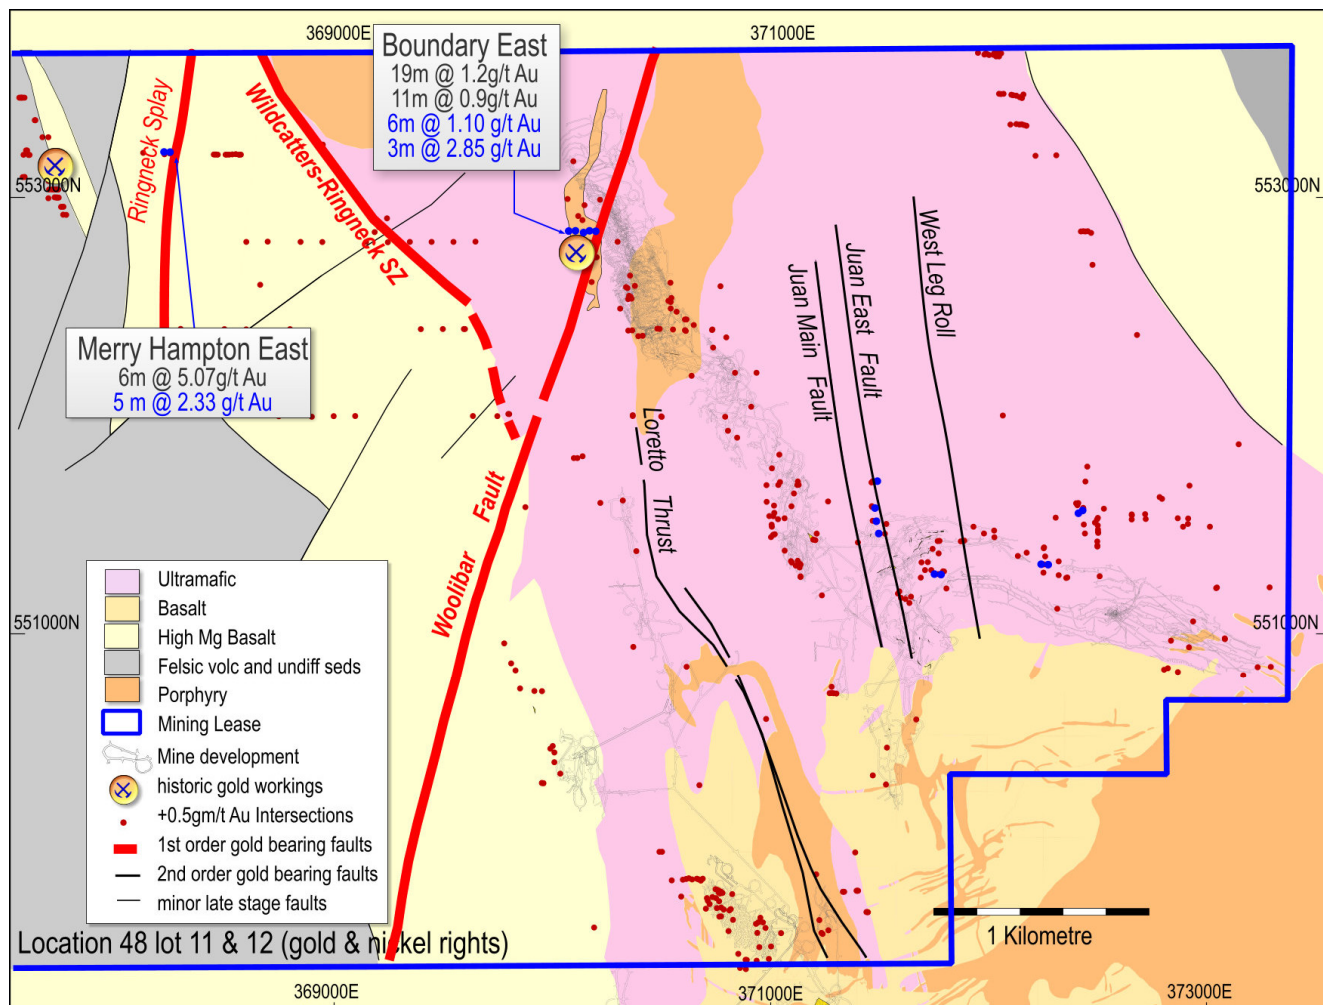 369000E
371000E
Boundary East
19m @ 1.2g/t Au
11m @ 0.9g/t Au
6m @ 1.10 g/t Au
3m @ 2.85 g/t Au
Ringneck Splay
Wildcatters-Ringneck SZ
553000N
553000N
West Leg Roll
Juan East Fault
Juan Main Fault
Merry Hampton East
6m @ 5.07g/t Au
5 m @ 2.33 g/t Au
Loretto Thrust
Woolibar Fault
551000N
551000N
Ultramafic
Basalt
High Mg Basalt
Felsic volc and undiff seds
Porphyry
Mining Lease
Mine development
historic gold workings
+0.5gm/t Au Intersections
1st order gold bearing faults
2nd order gold bearing faults
minor late stage faults
1 Kilometre
Location 48 lot 11 & 12 (gold & nickel rights)
369000E
371000E
373000E